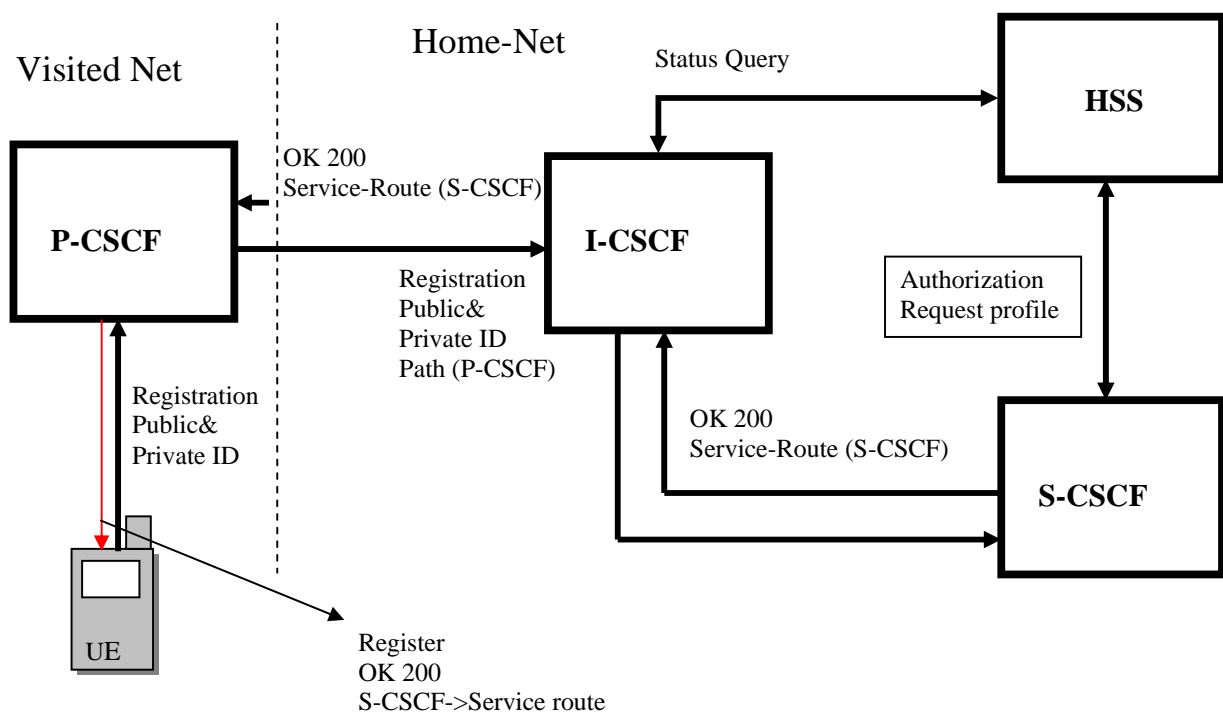 Home-Net
Visited Net
Status Query
HSS
OK 200
Service-Route (S-CSCF)
P-CSCF
I-CSCF
Registration
Public&
Private ID
Path (P-CSCF)
Authorization
Request profile
Registration
Public&
Private ID
OK 200
Service-Route (S-CSCF)
S-CSCF
UE
Register
OK 200
S-CSCF->Service route